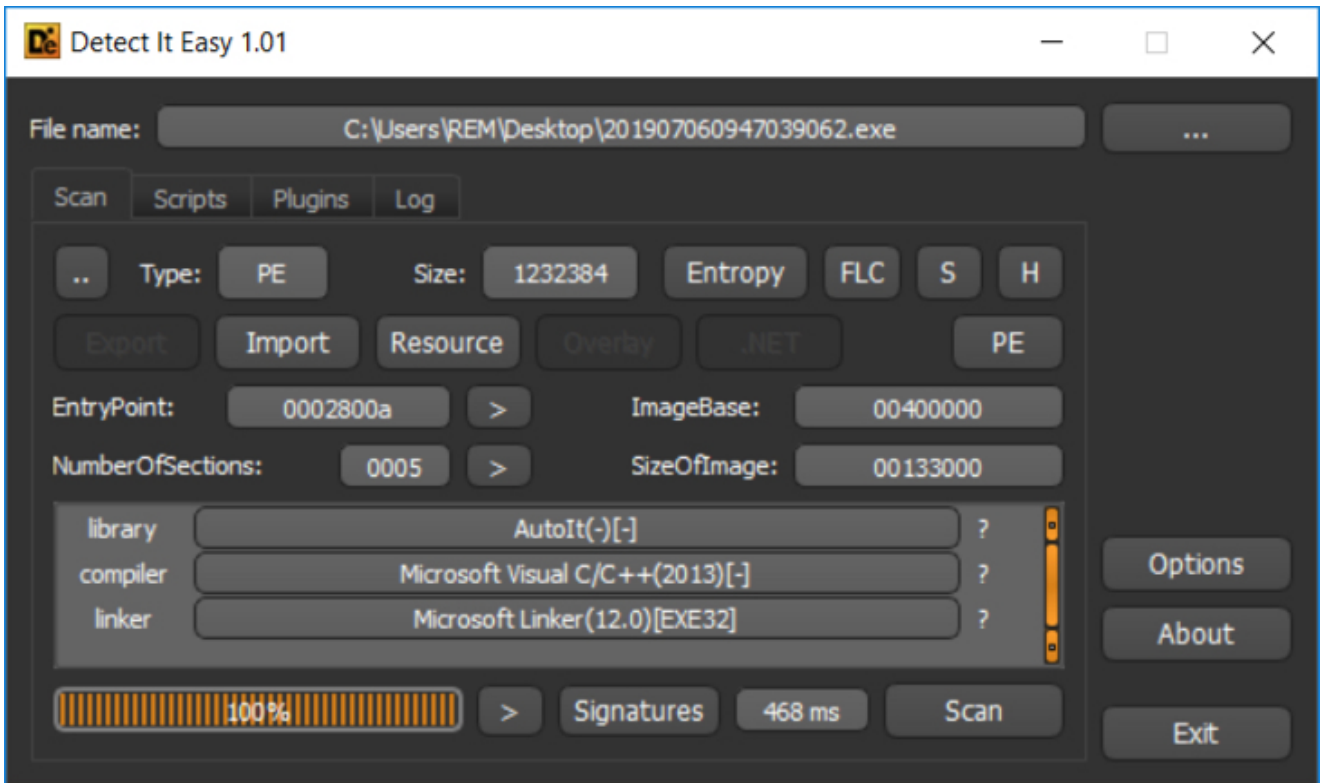 Detect It Easy 1.01
File name: C:\Users\REM\Desktop\201907060947039062.exe ...
Scan Scripts Plugins Log
.. Type: PE Size: 1232384 Entropy FLC S H
Export Import Resource Overlay .NET PE
EntryPoint: 0002800a > ImageBase: 00400000
NumberOfSections: 0005 > SizeOfImage: 00133000
library AutoIt(-)[-] ?
compiler Microsoft Visual C/C++(2013)[-] ?
linker Microsoft Linker(12.0)[EXE32] ?
Options
About
100% > Signatures 468 ms Scan
Exit